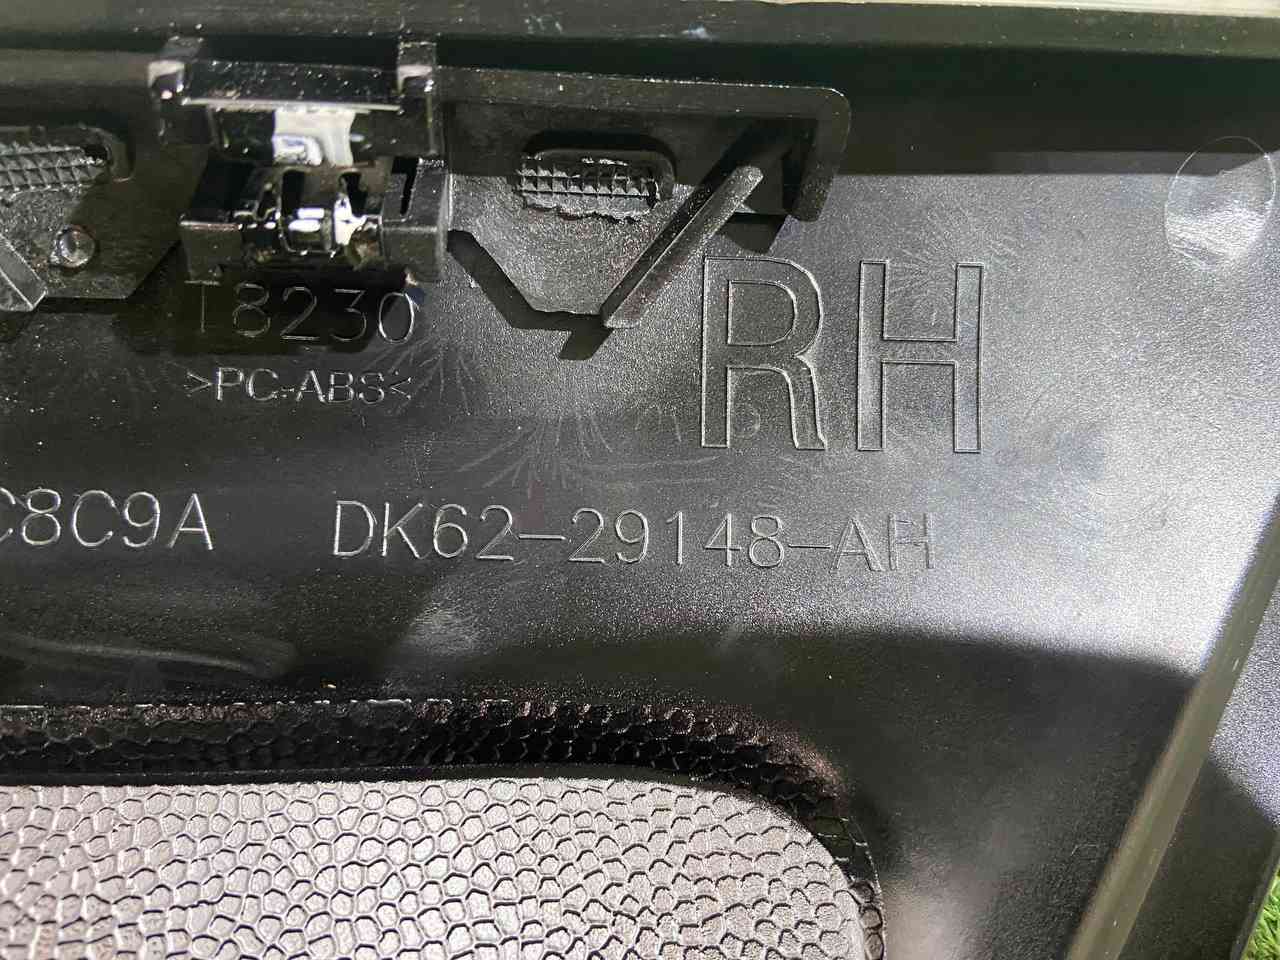 T8230
>PC-ABS<
RH
C8C9A DK62-29148-AH